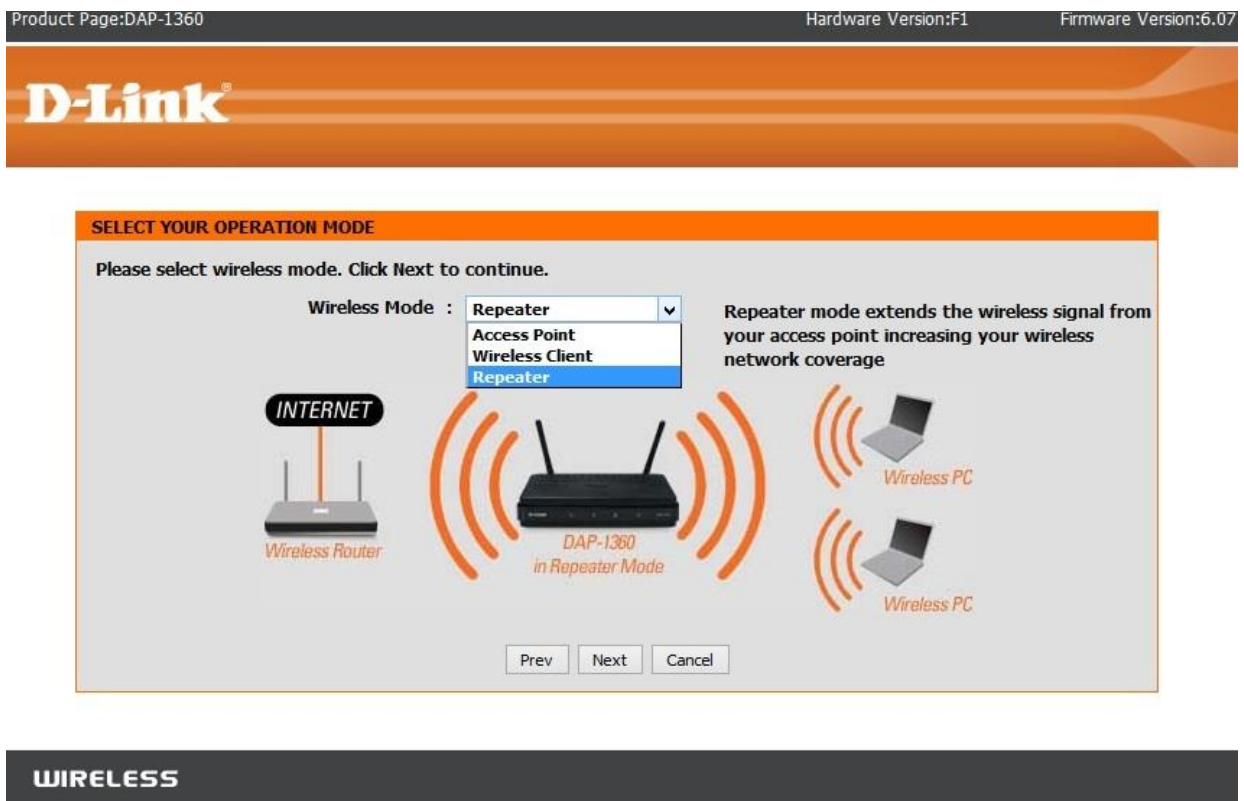 Product Page:DAP-1360 Hardware Version:F1 Firmware Version:6.07
D-Link®
SELECT YOUR OPERATION MODE
Please select wireless mode. Click Next to continue.
Wireless Mode : Repeater
Access Point
Wireless Client
Repeater
Repeater mode extends the wireless signal from
your access point increasing your wireless
network coverage
INTERNET
Wireless Router
DAP-1360
in Repeater Mode
Wireless PC
Wireless PC
Prev Next Cancel
WIRELESS